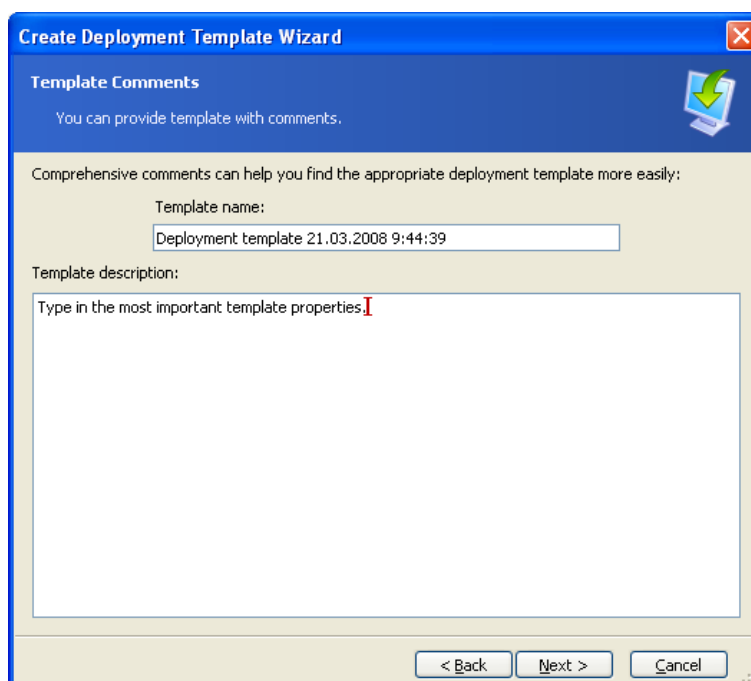 Create Deployment Template Wizard
Template Comments
You can provide template with comments.
Comprehensive comments can help you find the appropriate deployment template more easily:
Template name:
Deployment template 21.03.2008 9:44:39
Template description:
Type in the most important template properties.
< Back
Next >
Cancel